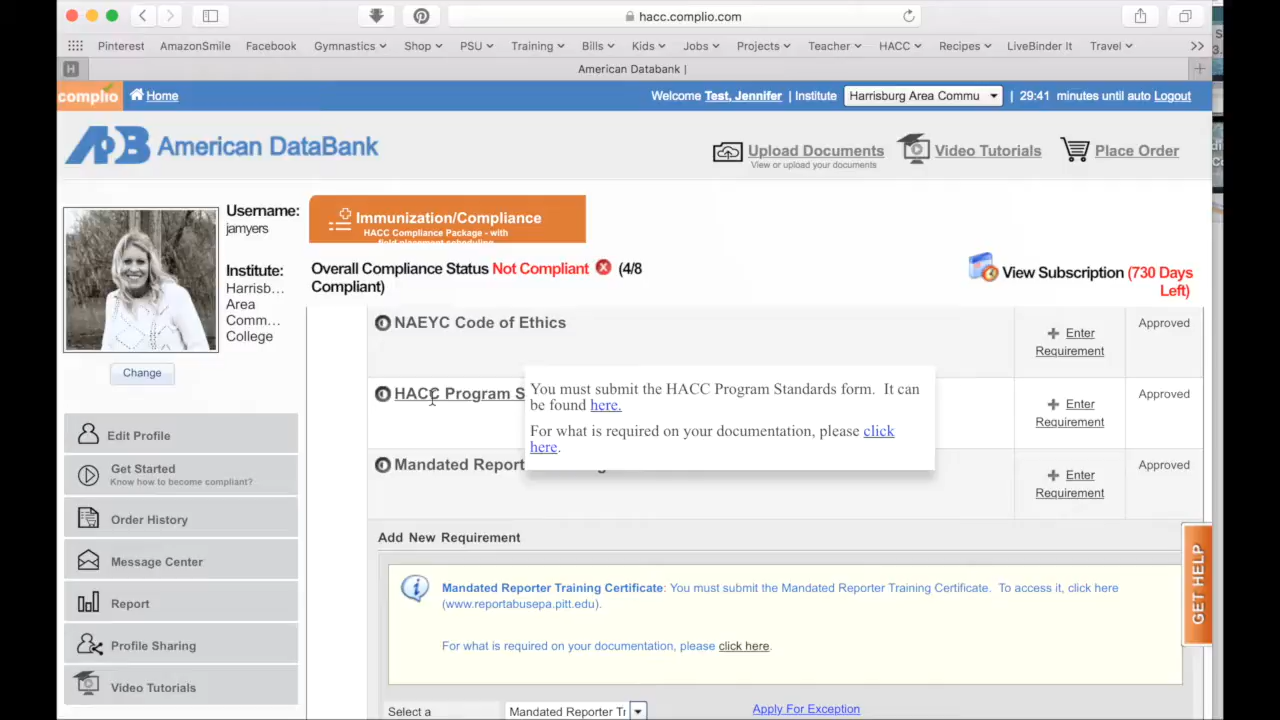 hacc.complio.com
Pinterest AmazonSmile Facebook Gymnastics Shop PSU Training Bills Kids Jobs Projects Teacher HACC Recipes LiveBinder It Travel
H
American Databank |
complio Home
Welcome Test, Jennifer | Institute Harrisburg Area Commu | 29:41 minutes until auto Logout
ADB American DataBank
Upload Documents
View or upload your documents
Video Tutorials
Place Order
Username:
jamyers
Institute:
Harrisb...
Area
Comm...
College
Change
Immunization/Compliance
HACC Compliance Package - with
field placement scheduling
Overall Compliance Status Not Compliant (4/8
Compliant)
View Subscription (730 Days
Left)
Edit Profile
Get Started
Know how to become compliant?
Order History
Message Center
Report
Profile Sharing
Video Tutorials
NAEYC Code of Ethics
Enter
Requirement
Approved
HACC Program S
You must submit the HACC Program Standards form. It can
be found here.
For what is required on your documentation, please click
here.
Enter
Requirement
Approved
Mandated Report
Enter
Requirement
Approved
Add New Requirement
Mandated Reporter Training Certificate: You must submit the Mandated Reporter Training Certificate. To access it, click here
(www.reportabusepa.pitt.edu).
For what is required on your documentation, please click here.
Select a
Mandated Reporter Tr
Apply For Exception
GET HELP